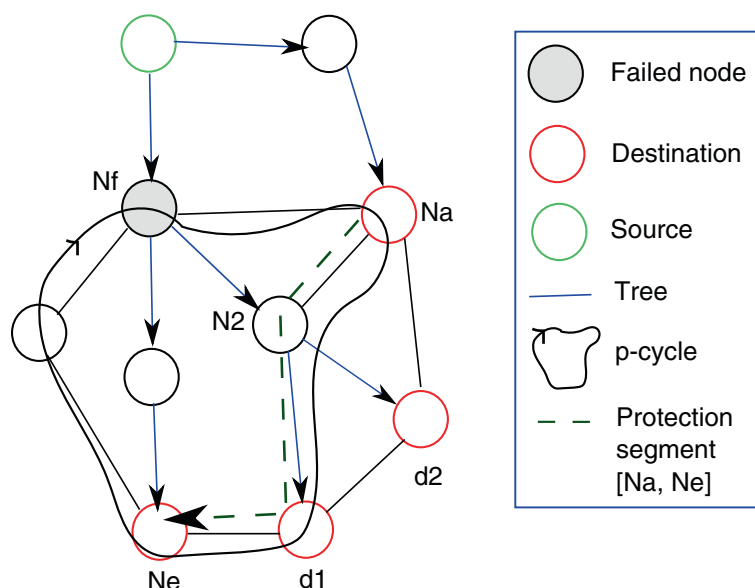 Nf
Na
N2
d2
Ne
d1
Failed node
Destination
Source
Tree
p-cycle
Protection
segment
[Na, Ne]